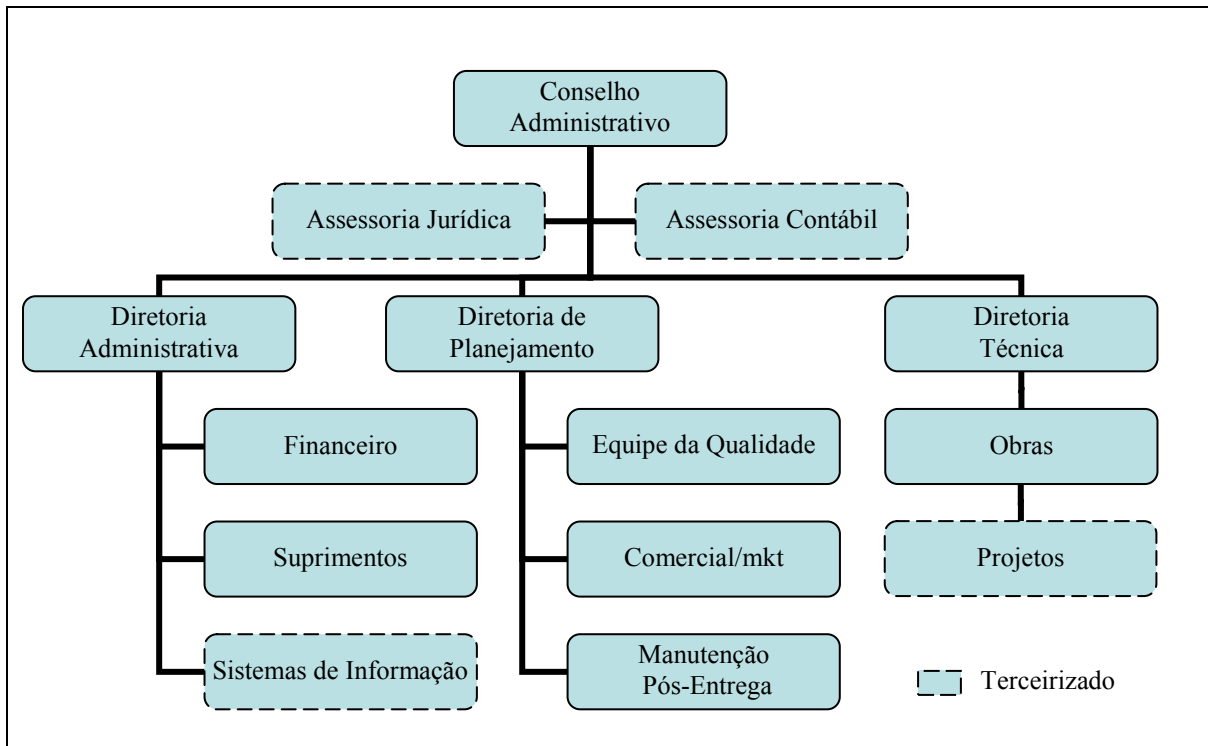 Conselho
Administrativo
Assessoria Jurídica
Assessoria Contábil
Diretoria
Administrativa
Diretoria de
Planejamento
Diretoria
Técnica
Financeiro
Equipe da Qualidade
Obras
Suprimentos
Comercial/mkt
Projetos
Sistemas de Informação
Manutenção
Pós-Entrega
Terceirizado